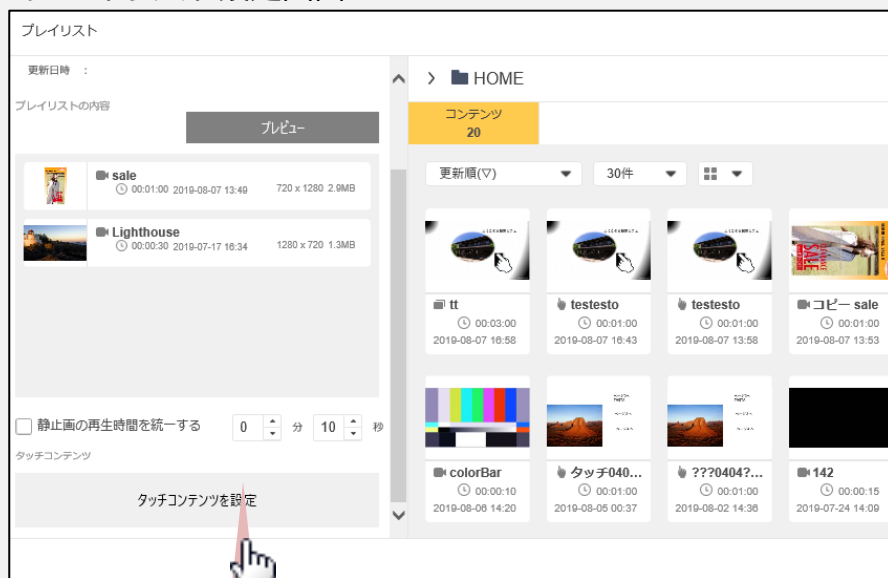 プレイリスト
更新日時 :
プレイリストの内容
プレビュー
sale
00:01:00 2019-08-07 13:49 720 x 1280 2.9MB
Lighthouse
00:00:30 2019-07-17 16:34 1280 x 720 1.3MB
静止画の再生時間を統一する 0 分 10 秒
タッチコンテンツ
タッチコンテンツを設定
HOME
コンテンツ
20
更新順(▽) 30件
tt
00:03:00
2019-08-07 16:58
testesto
00:01:00
2019-08-07 16:43
testesto
00:01:00
2019-08-07 13:58
SALE
コピー sale
00:01:00
2019-08-07 13:53
colorBar
00:00:10
2019-08-06 14:20
タッチ040...
00:01:00
2019-08-05 00:37
???0404?...
00:01:00
2019-08-02 14:36
142
00:00:15
2019-07-24 14:09